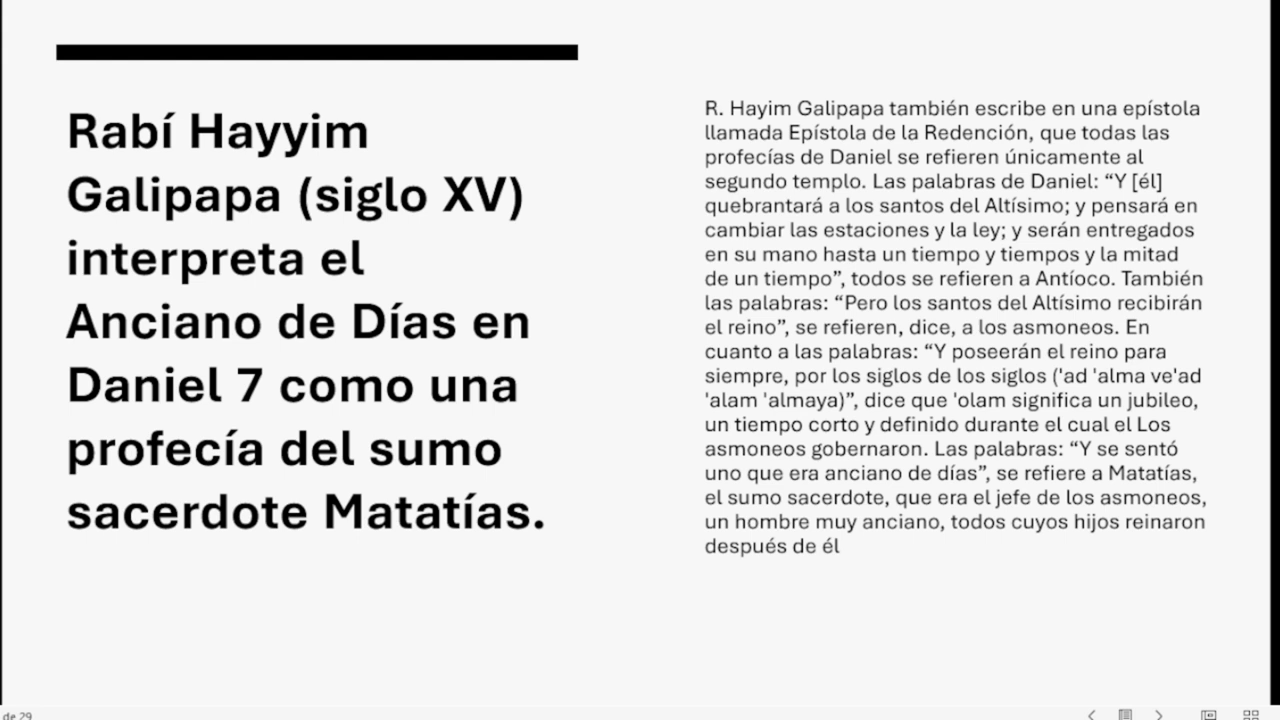 Rabí Hayyim
Galipapa (siglo XV)
interpreta el
Anciano de Días en
Daniel 7 como una
profecía del sumo
sacerdote Matatías.
R. Hayim Galipapa también escribe en una epístola
llamada Epístola de la Redención, que todas las
profecías de Daniel se refieren únicamente al
segundo templo. Las palabras de Daniel: “Y [él]
quebrantará a los santos del Altísimo; y pensará en
cambiar las estaciones y la ley; y serán entregados
en su mano hasta un tiempo y tiempos y la mitad
de un tiempo”, todos se refieren a Antíoco. También
las palabras: “Pero los santos del Altísimo recibirán
el reino”, se refieren, dice, a los asmoneos. En
cuanto a las palabras: “Y poseerán el reino para
siempre, por los siglos de los siglos ('ad 'alma ve'ad
'alam 'almaya)”, dice que 'olam significa un jubileo,
un tiempo corto y definido durante el cual el Los
asmoneos gobernaron. Las palabras: “Y se sentó
uno que era anciano de días”, se refiere a Matatías,
el sumo sacerdote, que era el jefe de los asmoneos,
un hombre muy anciano, todos cuyos hijos reinaron
después de él
de 29